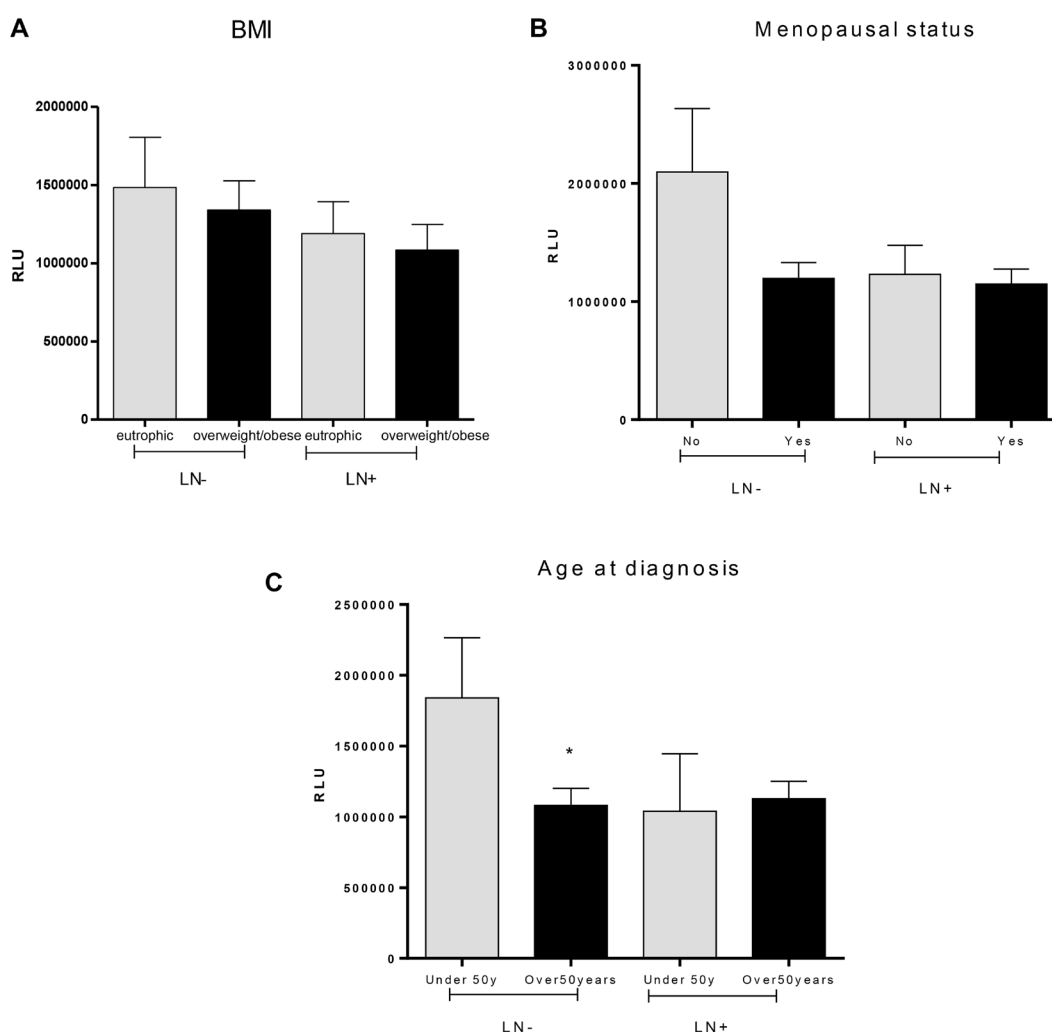 A
BMI
2000000
1500000
1000000
500000
0
RLU
eutrophic overweight/obese eutrophic overweight/obese
LN- LN+
B
Menopausal status
3000000
2000000
1000000
0
RLU
No Yes No Yes
LN- LN+
C
Age at diagnosis
2500000
2000000
1500000
1000000
500000
0
RLU
*
Under 50y Over50years Under 50y Over50years
LN- LN+